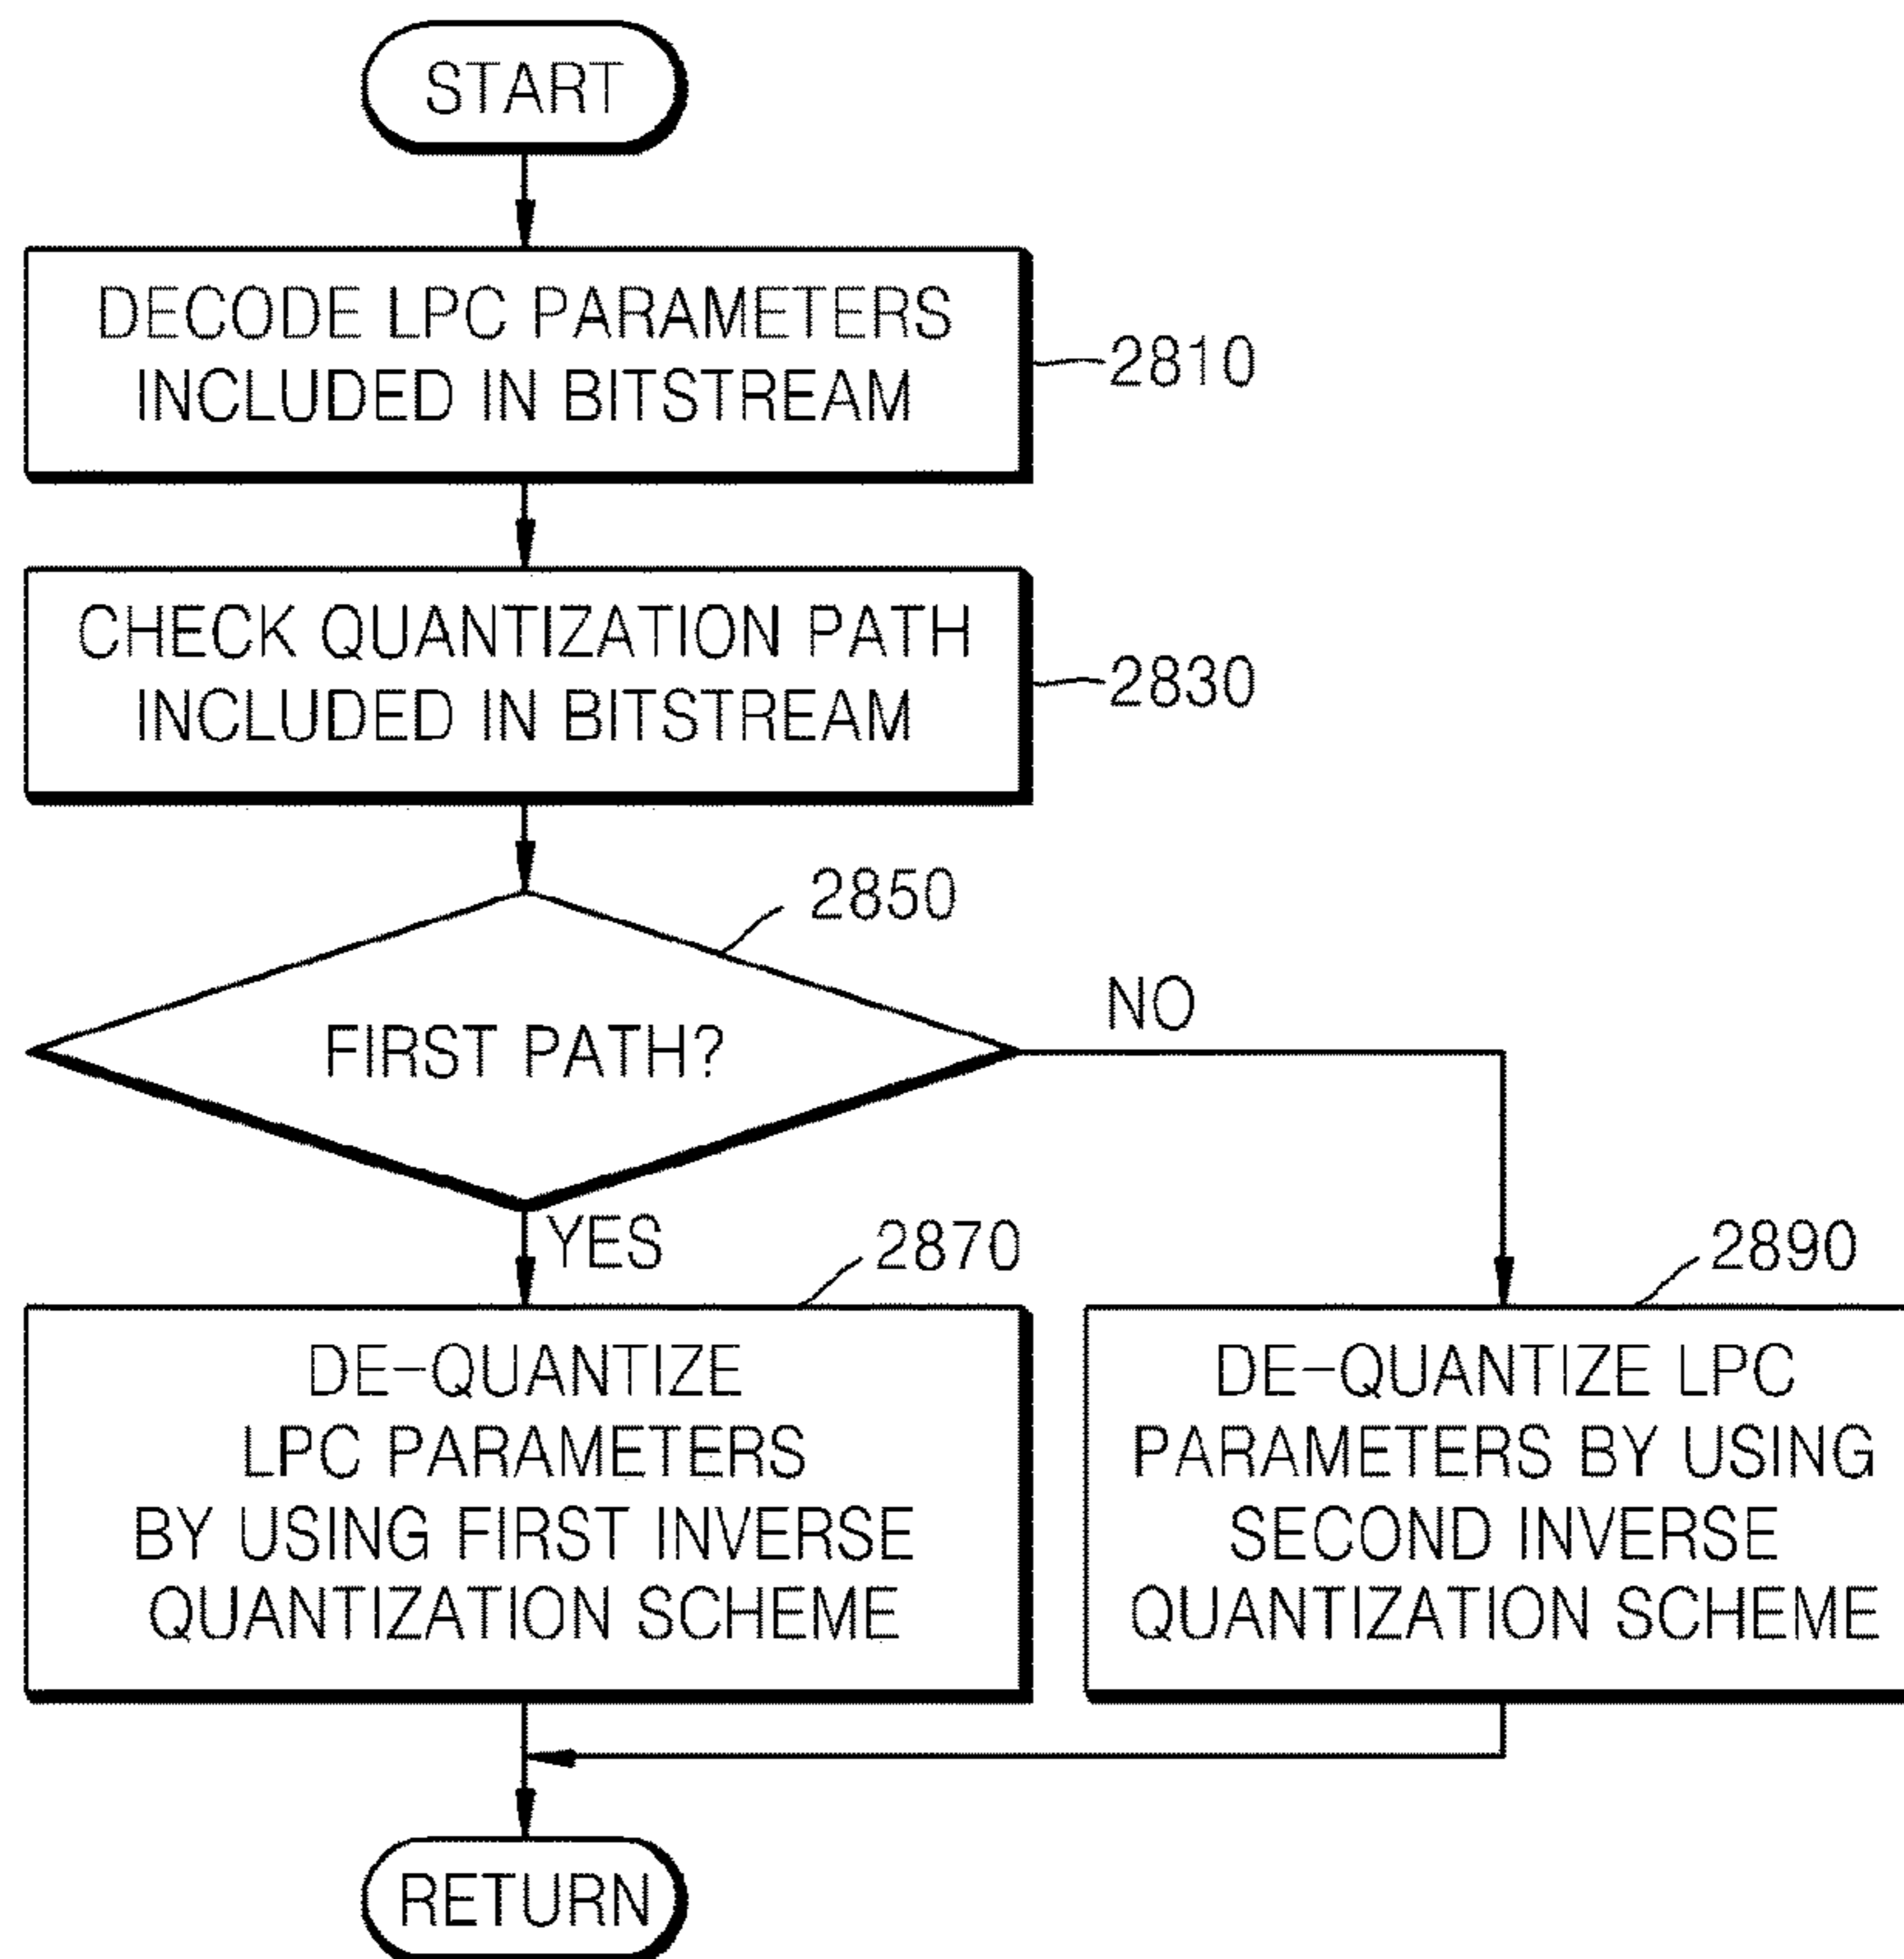 START
DECODE LPC PARAMETERS
INCLUDED IN BITSTREAM
2810
CHECK QUANTIZATION PATH
INCLUDED IN BITSTREAM
2830
2850
FIRST PATH?
NO
YES
2870
DE-QUANTIZE
LPC PARAMETERS
BY USING FIRST INVERSE
QUANTIZATION SCHEME
2890
DE-QUANTIZE LPC
PARAMETERS BY USING
SECOND INVERSE
QUANTIZATION SCHEME
RETURN